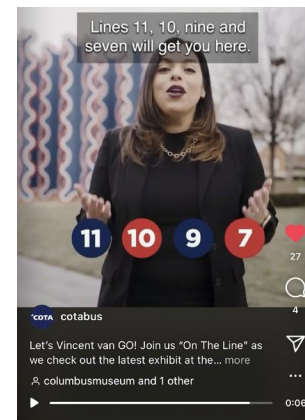 Lines 11, 10, nine and
seven will get you here.
11 10 9 7
27
4
COTA cotabus
Let's Vincent van GO! Join us "On The Line" as
we check out the latest exhibit at the... more
columbusmuseum and 1 other
0:06